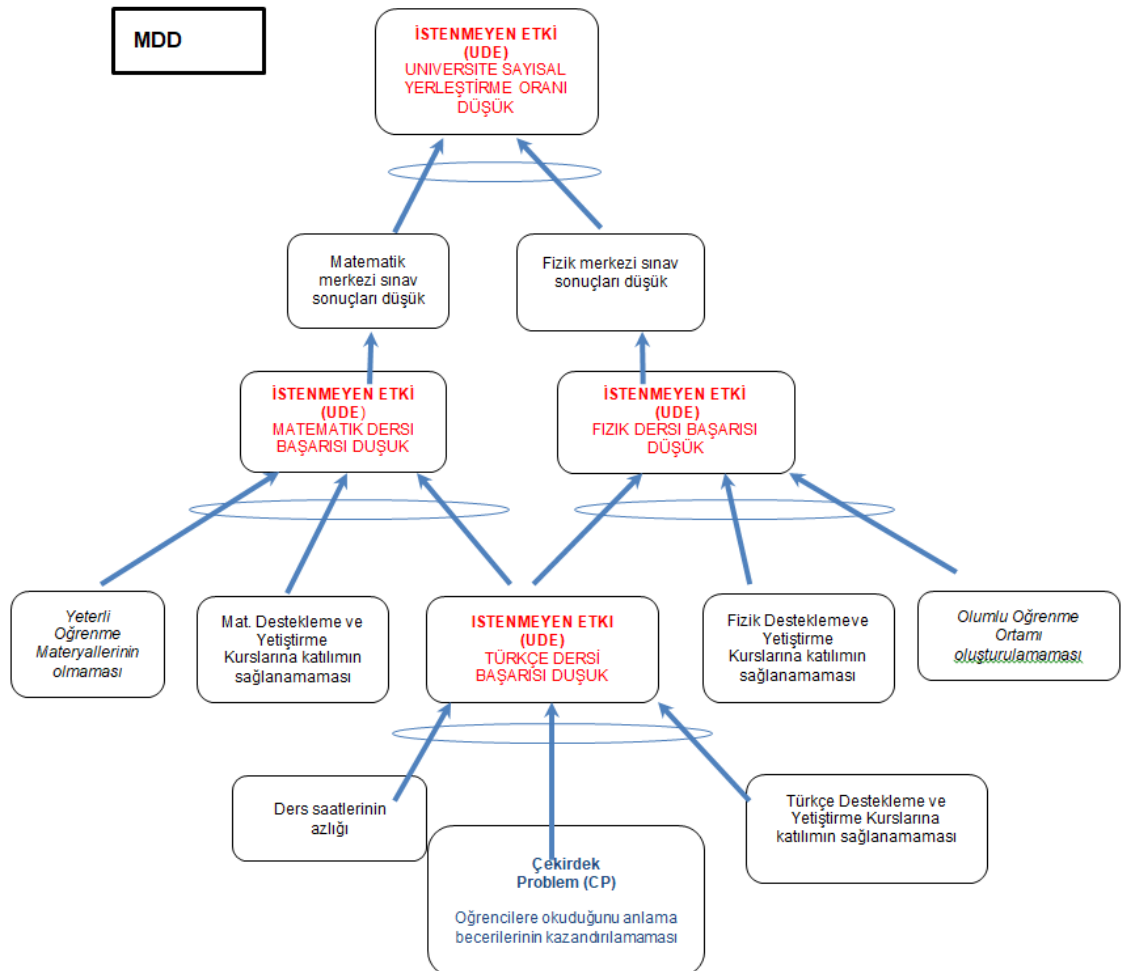 MDD
İSTENMEYEN ETKİ
(UDE)
UNIVERSITE SAYISAL
YERLEŞTİRME ORANI
DÜŞÜK
Matematik
merkezi sınav
sonuçları düşük
Fizik merkezi sınav
sonuçları düşük
İSTENMEYEN ETKİ
(UDE)
MATEMATIK DERSI
BAŞARISI DUŞUK
İSTENMEYEN ETKİ
(UDE)
FIZIK DERSI BAŞARISI
DÜŞÜK
Yeterli
Oğrenme
Materyallerinin
olmaması
Mat. Destekleme ve
Yetiştirme
Kurslarına katılımın
sağlanamaması
ISTENMEYEN ETKI
(UDE)
TÜRKÇE DERSİ
BAŞARISI DUŞUK
Fizik Desteklemeve
Yetiştirme
Kurslarına katılımın
sağlanamaması
Olumlu Oğrenme
Ortamı
oluşturulamaması
Ders saatlerinin
azlığı
Çekirdek
Problem (CP)
Oğrencilere okuduğunu anlama
becerilerinin kazandırılamaması
Türkçe Destekleme ve
Yetiştirme Kurslarına
katılımın sağlanamaması